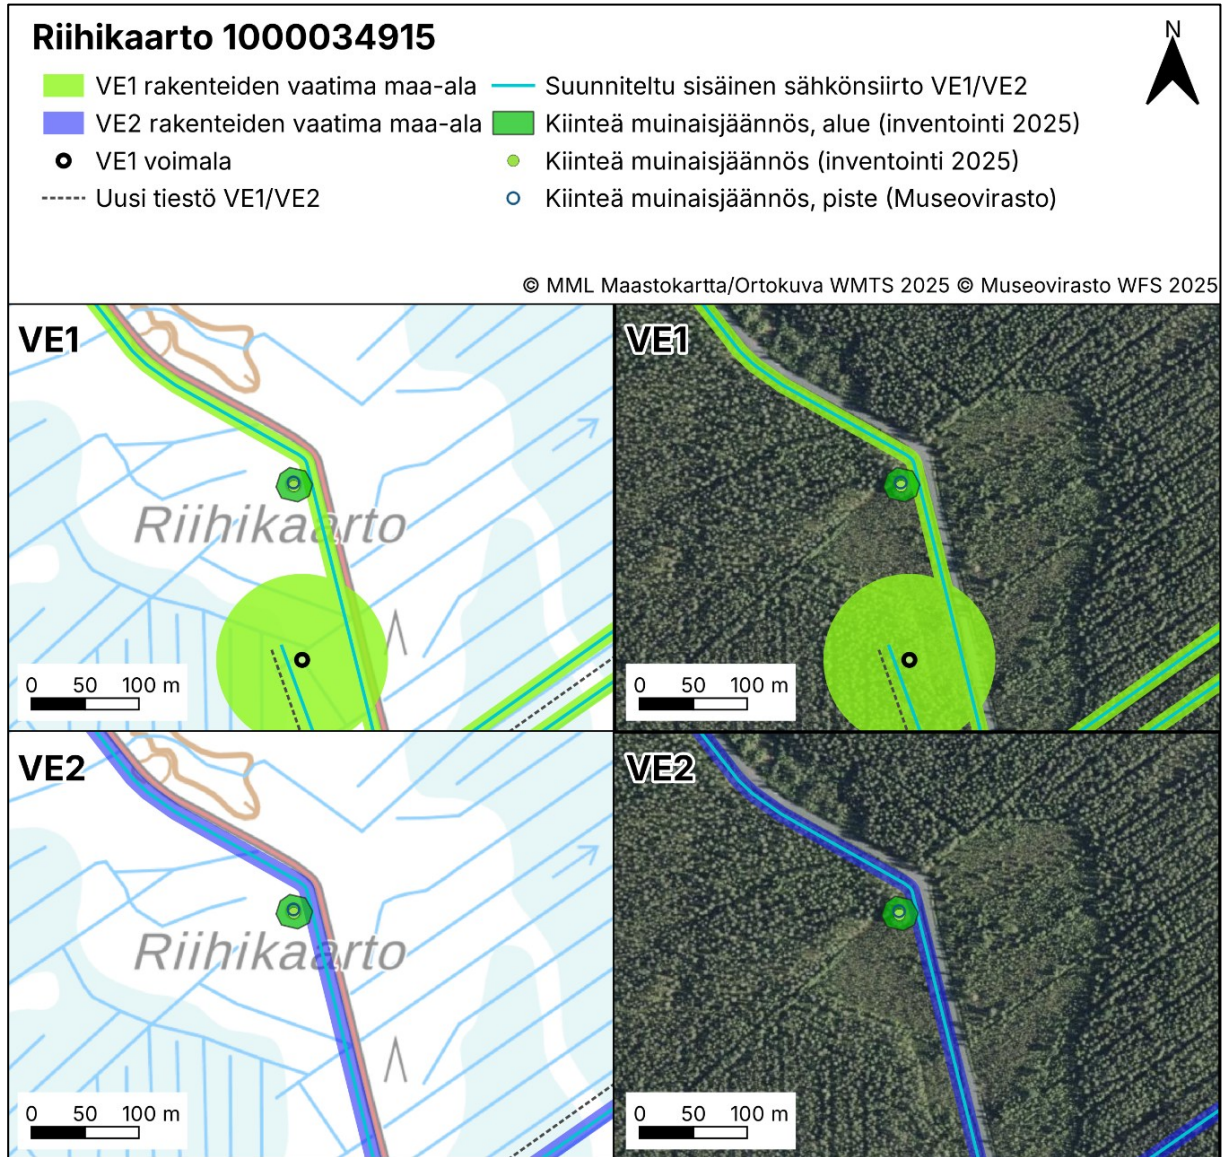 Riihikaarto 1000034915
N
VE1 rakenteiden vaatima maa-ala
VE2 rakenteiden vaatima maa-ala
VE1 voimala
Uusi tiestö VE1/VE2
Suunniteltu sisäinen sähkönsiirto VE1/VE2
Kiinteä muinaisjäännös, alue (inventointi 2025)
Kiinteä muinaisjäännös (inventointi 2025)
Kiinteä muinaisjäännös, piste (Museovirasto)
© MML Maastokartta/Ortokuva WMTS 2025 © Museovirasto WFS 2025
VE1
Riihikaarto
0 50 100 m
VE1
0 50 100 m
VE2
Riihikaarto
0 50 100 m
VE2
0 50 100 m